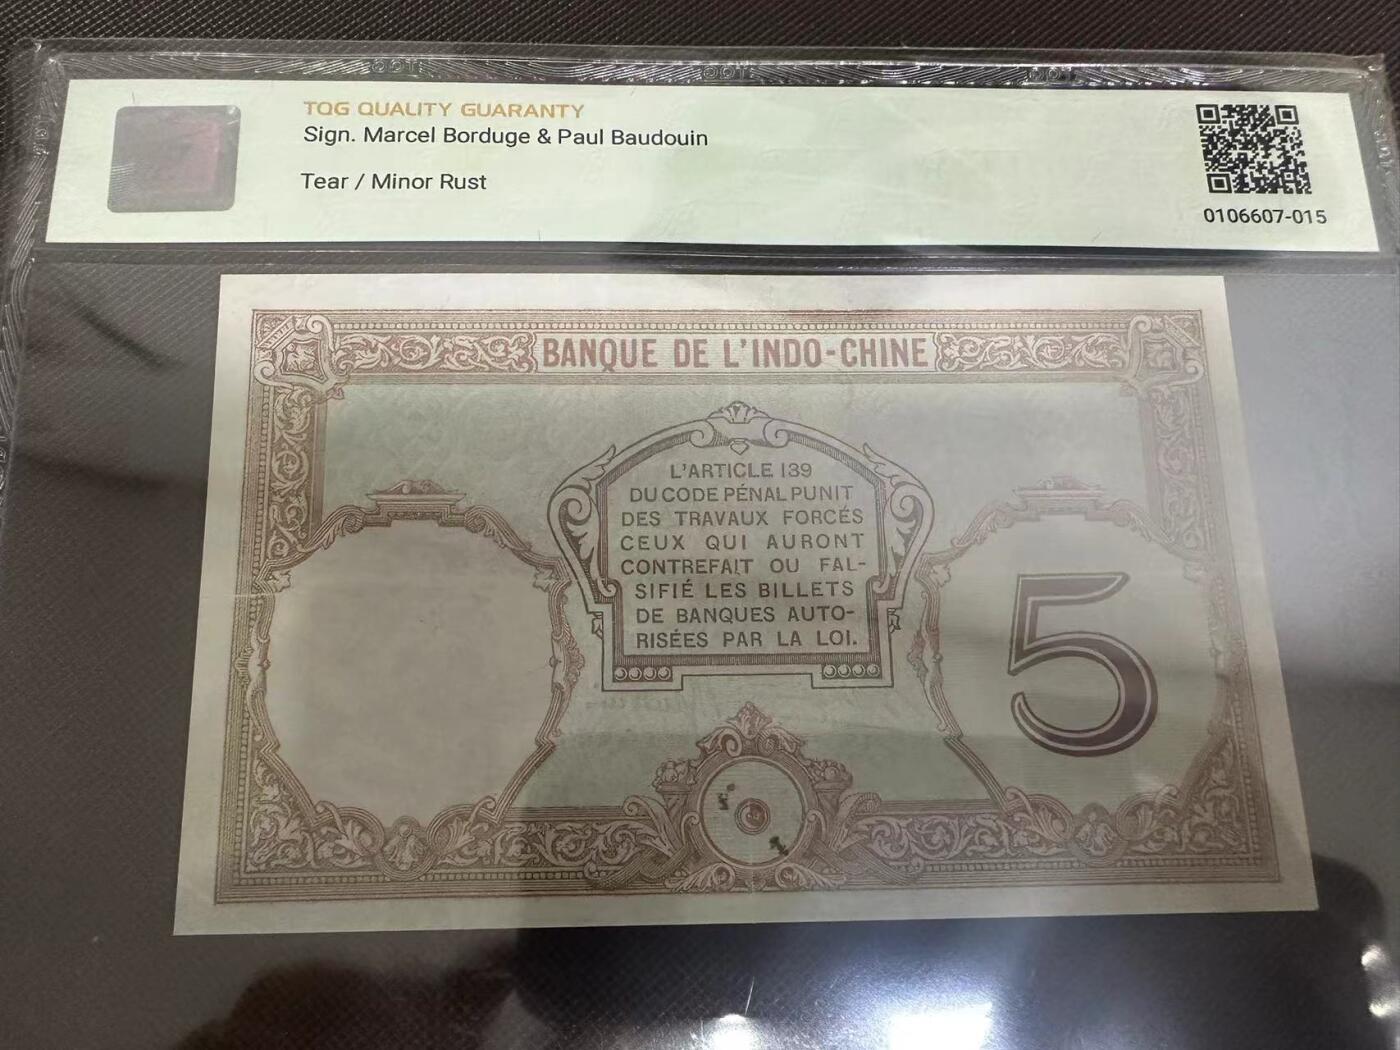 TQG QUALITY GUARANTY
Sign. Marcel Borduge & Paul Baudouin
Tear / Minor Rust
0106607-015
BANQUE DE L'INDO-CHINE
L'ARTICLE 139
DU CODE PÉNAL PUNIT
DES TRAVAUX FORCÉS
CEUX QUI AURONT
CONTREFAIT OU FAL-
SIFIÉ LES BILLETS
DE BANQUES AUTO-
RISÉES PAR LA LOI.
5